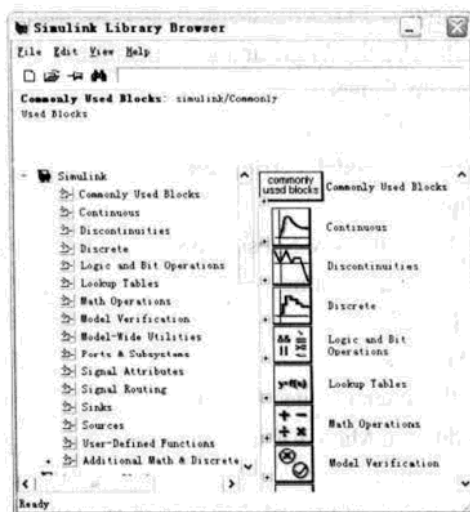 Simulink Library Browser
File Edit View Help
Commonly Used Blocks: simulink/Commonly
Used Blocks
Simulink
Commonly Used Blocks
Continuous
Discontinuities
Discrete
Logic and Bit Operations
Lookup Tables
Math Operations
Model Verification
Model-Wide Utilities
Ports & Subsystems
Signal Attributes
Signal Routing
Sinks
Sources
User-Defined Functions
Additional Math & Discrete
commonly
used blocks
Commonly Used Blocks
Continuous
Discontinuities
Discrete
Logic and Bit
Operations
y=f(u)
Lookup Tables
Math Operations
Model Verification
Ready